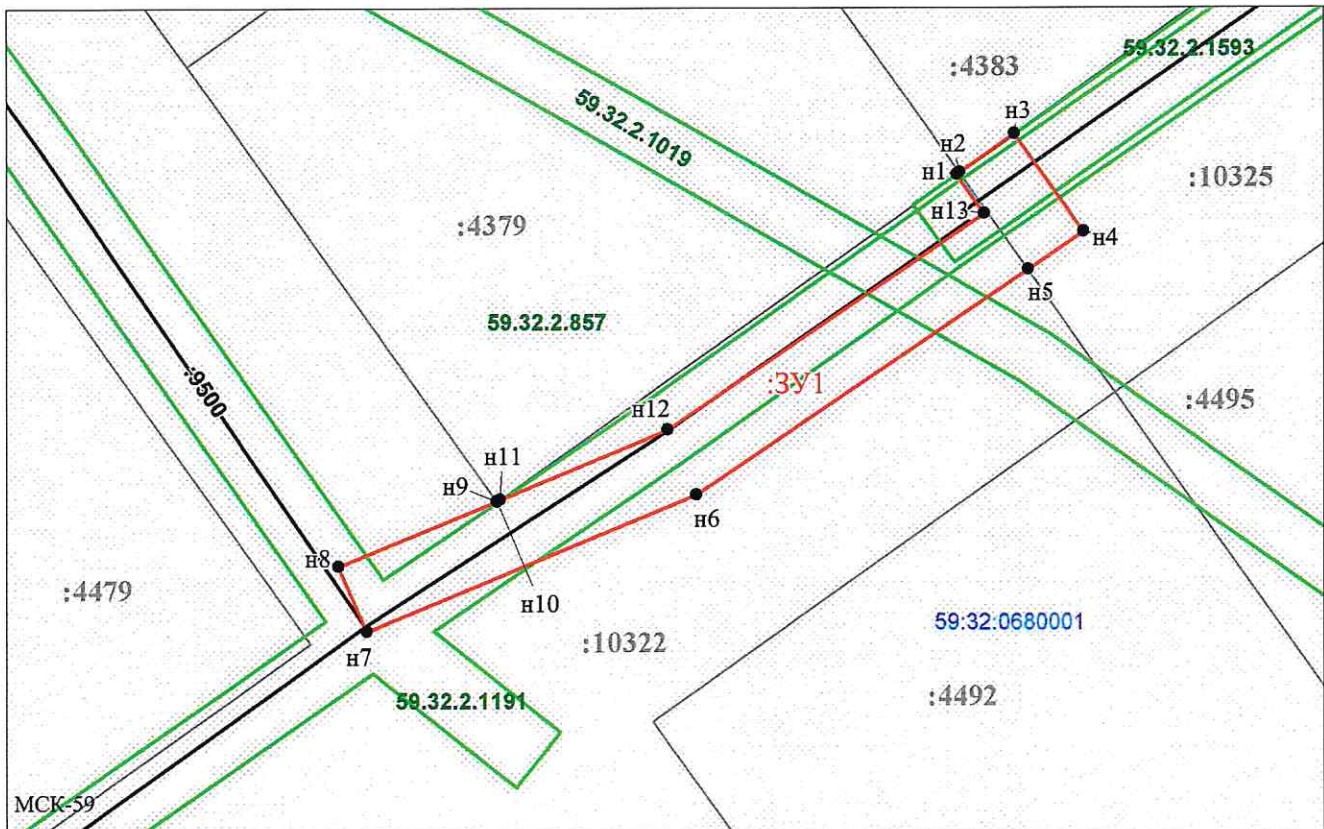 59.32.2.1593
:4383
59.32.2.1019
н3
н2
н1
:10325
н13
:4379
н4
н5
59.32.2.857
:9500
:ЗУ1
:4495
н12
н11
н9
н6
н8
:4479
н10
59:32:0680001
н7
:10322
59.32.2.1191
:4492
МСК-59